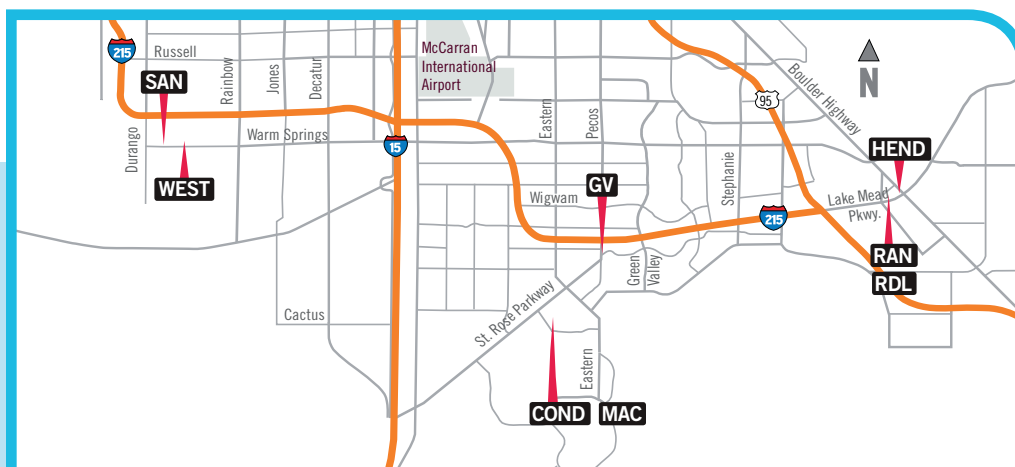 McCarran
International
Airport
Russell
215
SAN
Durango
Rainbow
Jones
Decatur
Warm Springs
WEST
15
Eastern
Pecos
95
Boulder Highway
N
HEND
GV
Wigwam
Stephanie
Lake Mead
Pkwy.
215
RAN
RDL
Green
Valley
Cactus
St. Rose Parkway
Eastern
COND
MAC